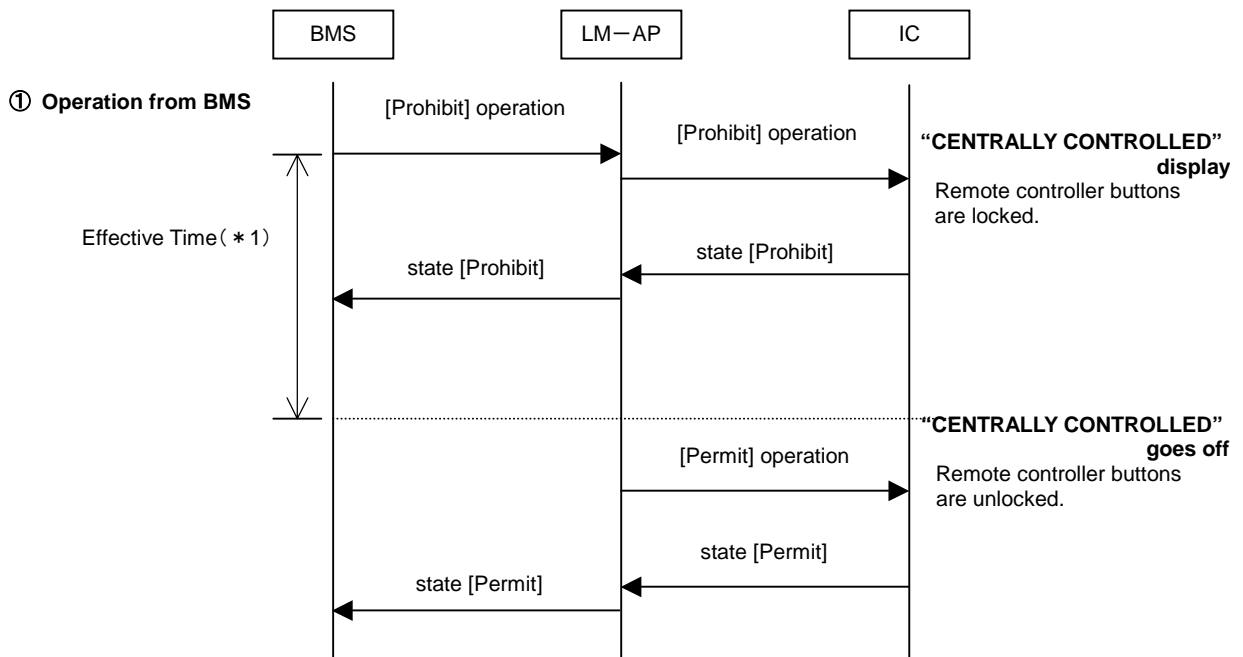 BMS
LM－AP
IC
① Operation from BMS
[Prohibit] operation
[Prohibit] operation
“CENTRALLY CONTROLLED”
display
Remote controller buttons
are locked.
Effective Time(＊1)
state [Prohibit]
state [Prohibit]
“CENTRALLY CONTROLLED”
goes off
[Permit] operation
Remote controller buttons
are unlocked.
state [Permit]
state [Permit]